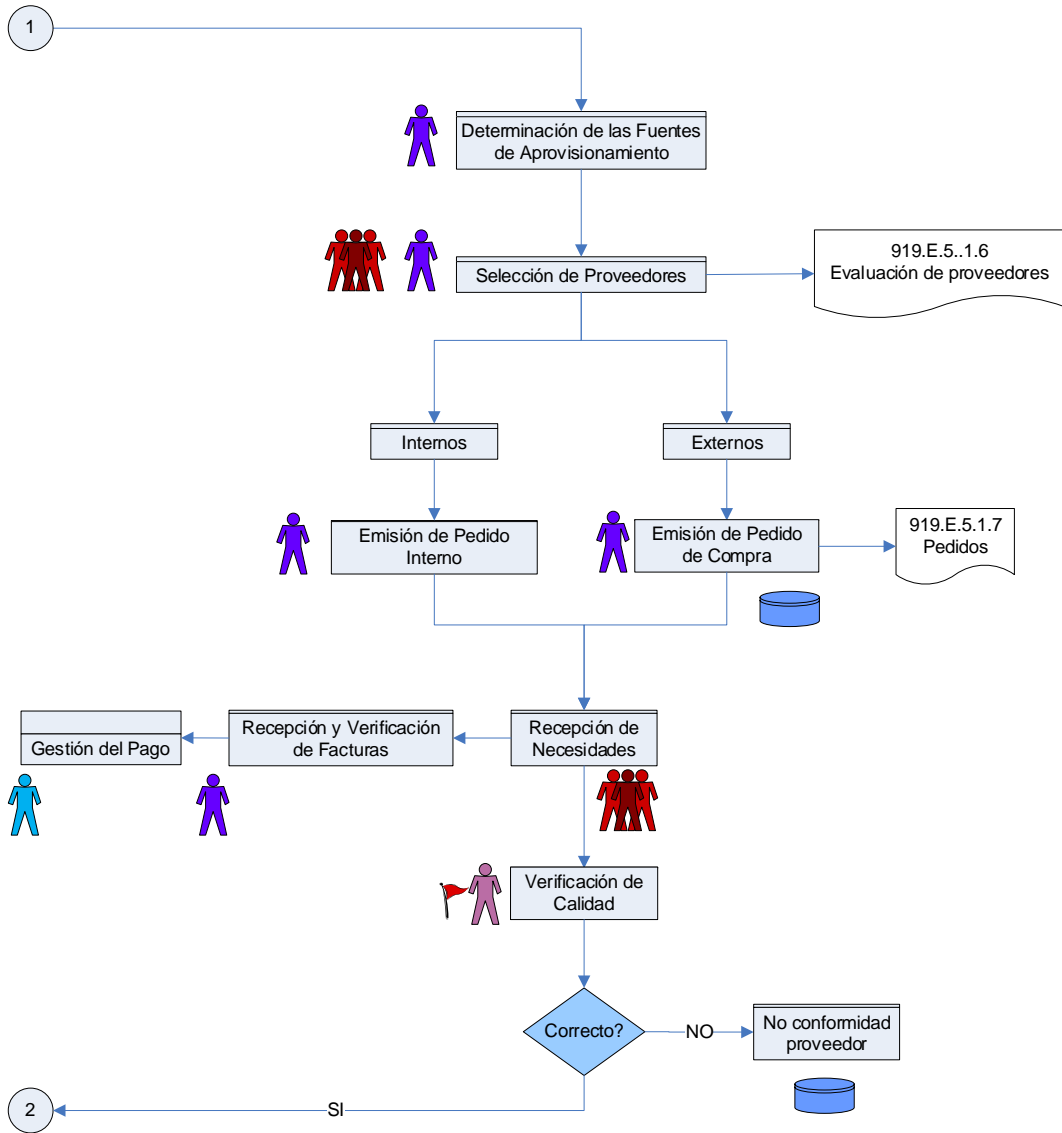 1
Determinación de las Fuentes
de Aprovisionamiento
Selección de Proveedores
919.E.5..1.6
Evaluación de proveedores
Internos
Externos
Emisión de Pedido
Interno
Emisión de Pedido
de Compra
919.E.5.1.7
Pedidos
Gestión del Pago
Recepción y Verificación
de Facturas
Recepción de
Necesidades
Verificación de
Calidad
Correcto?
NO
No conformidad
proveedor
SI
2